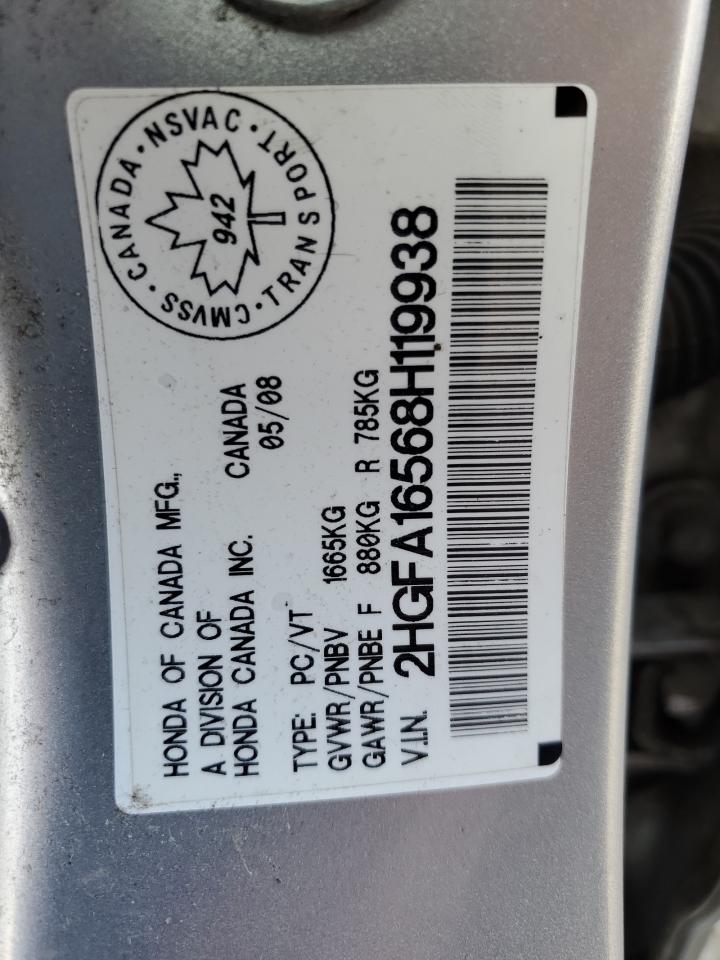 HONDA OF CANADA MFG.,
A DIVISION OF
HONDA CANADA INC. CANADA
05/08
TYPE: PC/VT
GVWR/PNBV 1665KG
GAWR/PNBE F 880KG R 785KG
V.I.N. 2HGFA16568H119938
CMVSS · CANADA · NSVAC · TRANSPORT ·
942